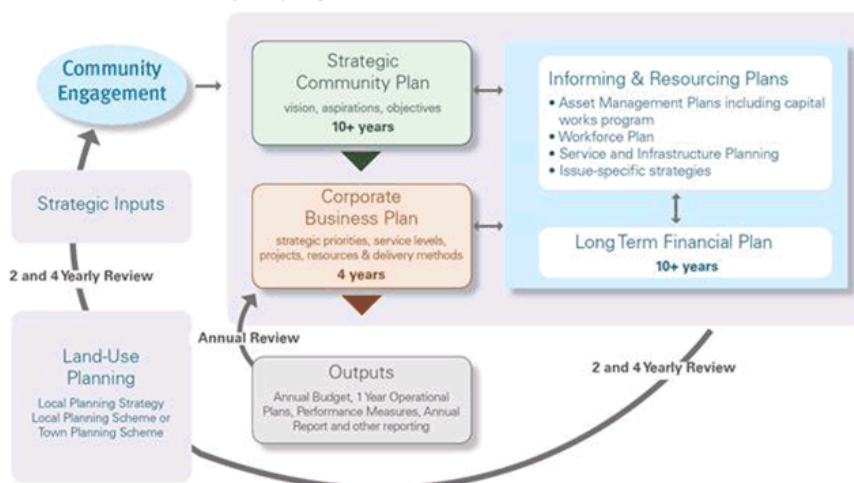 Community
Engagement
Strategic
Community Plan
vision, aspirations, objectives
10+ years
Informing & Resourcing Plans
• Asset Management Plans including capital
works program
• Workforce Plan
• Service and Infrastructure Planning
• Issue-specific strategies
Strategic Inputs
Corporate
Business Plan
strategic priorities, service levels,
projects, resources & delivery methods
4 years
Long Term Financial Plan
10+ years
2 and 4 Yearly Review
Annual Review
Land-Use
Planning
Local Planning Strategy
Local Planning Scheme or
Town Planning Scheme
Outputs
Annual Budget, 1 Year Operational
Plans, Performance Measures, Annual
Report and other reporting
2 and 4 Yearly Review